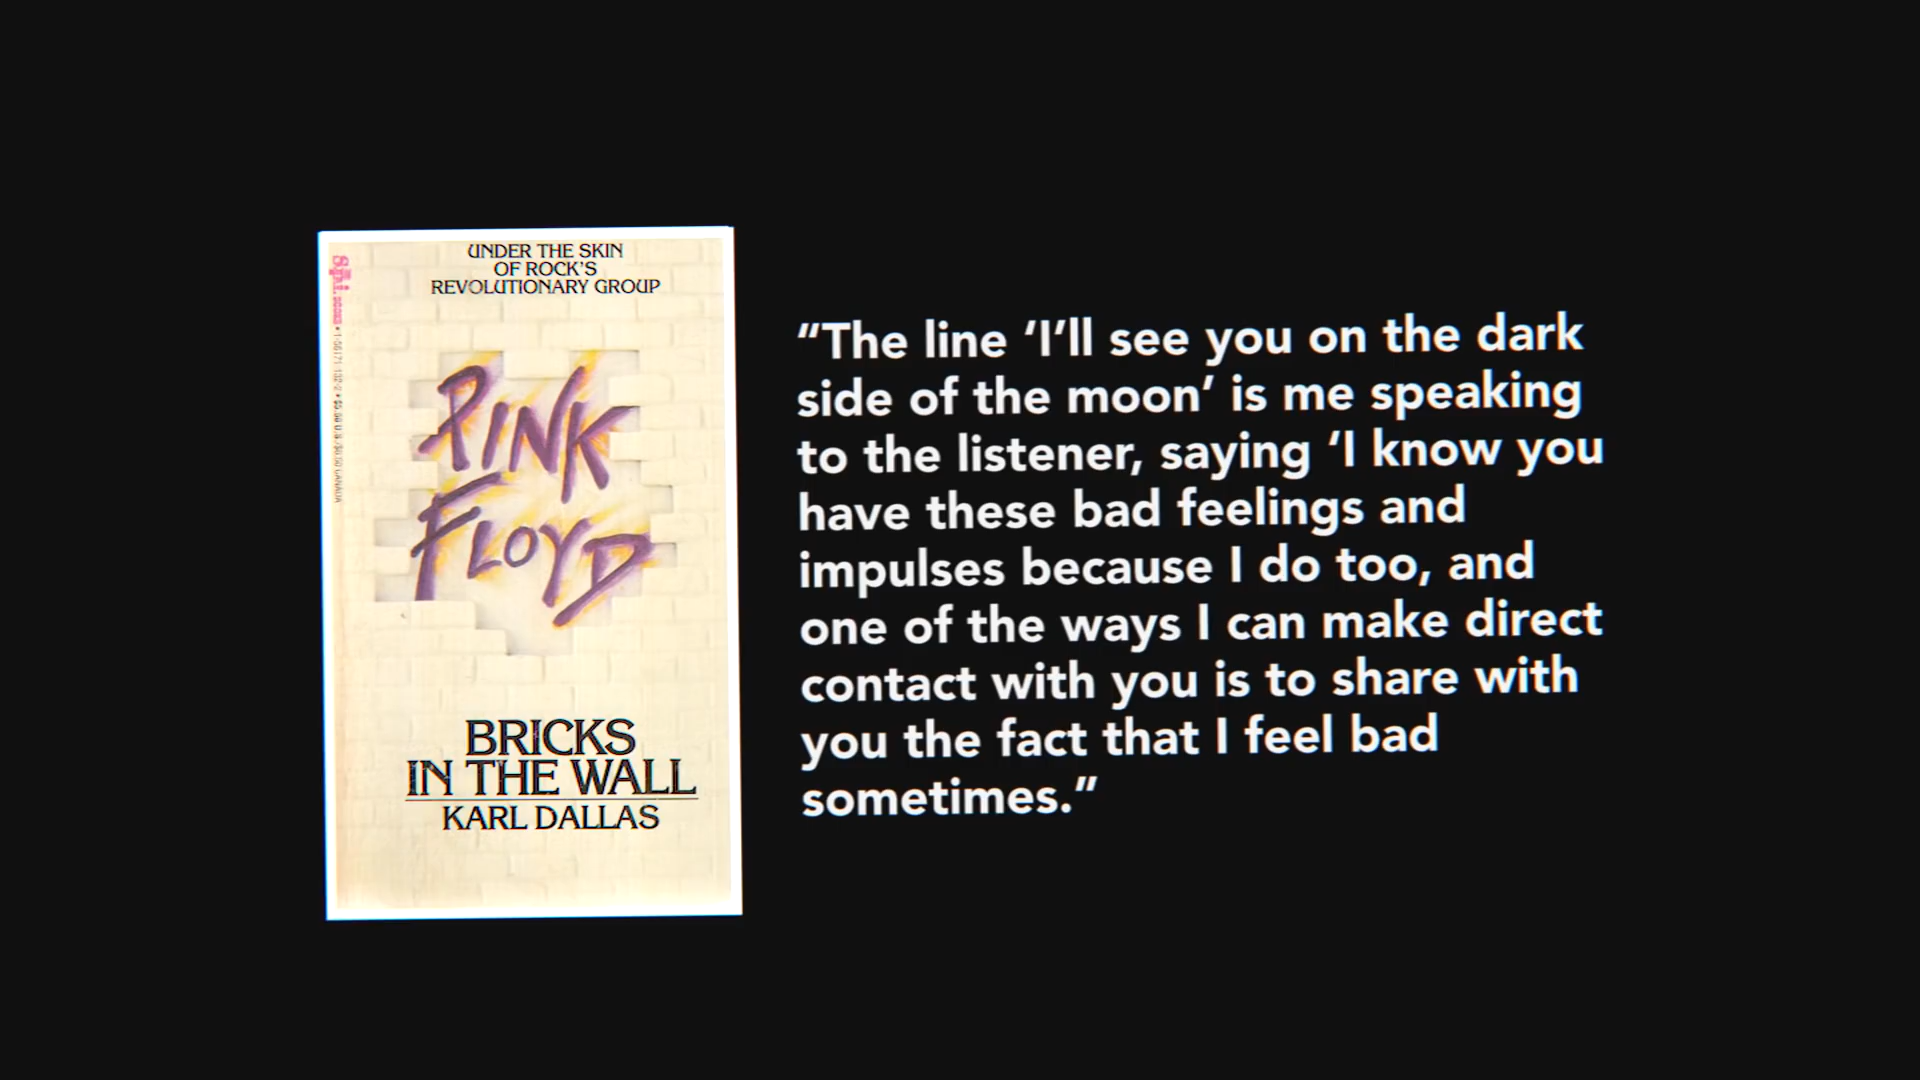 UNDER THE SKIN
OF ROCK'S
REVOLUTIONARY GROUP
PINK
FLOYD
BRICKS
IN THE WALL
KARL DALLAS
“The line ‘I’ll see you on the dark
side of the moon’ is me speaking
to the listener, saying ‘I know you
have these bad feelings and
impulses because I do too, and
one of the ways I can make direct
contact with you is to share with
you the fact that I feel bad
sometimes.”